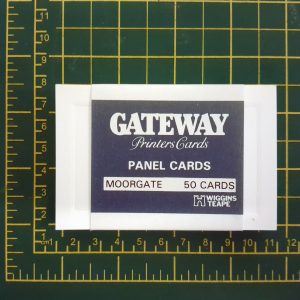 GATEWAY
Printers Cards
PANEL CARDS
MOORGATE 50 CARDS
WIGGINS
TEAPE